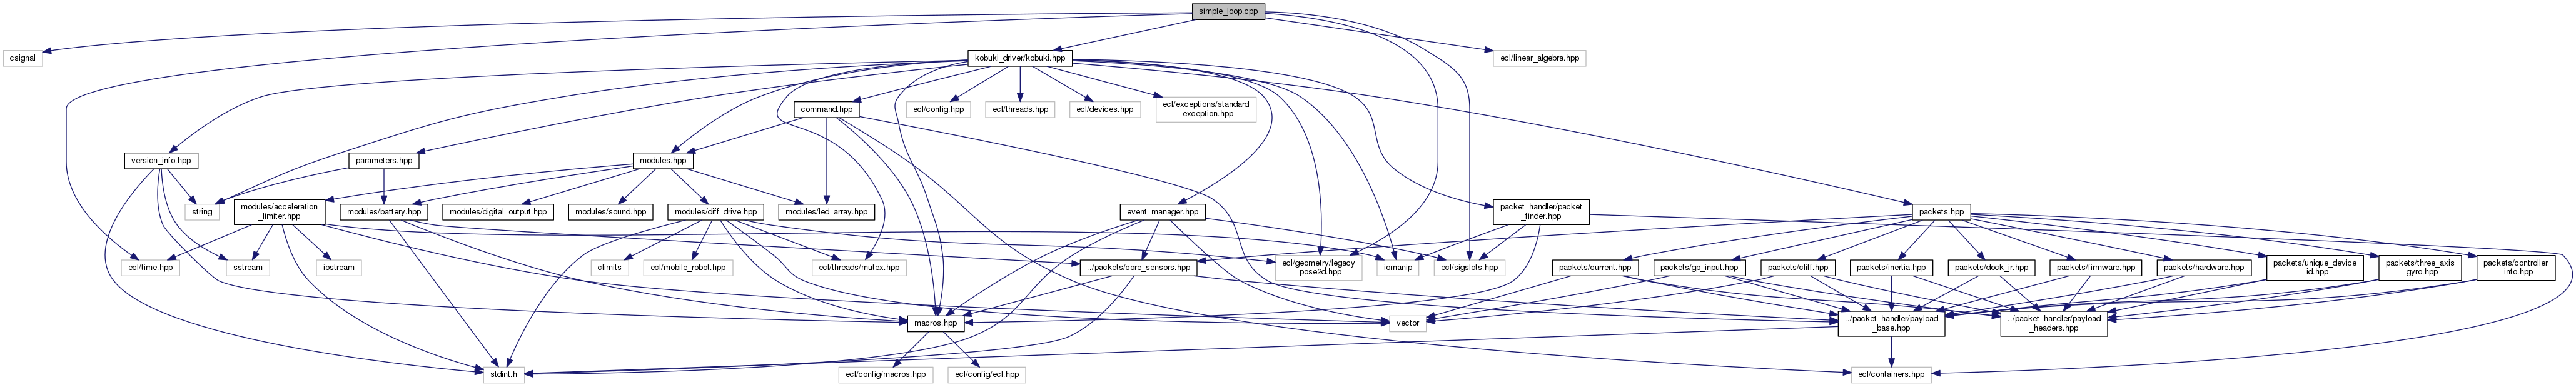 simple_loop.cpp
csignal
kobuki_driver/kobuki.hpp
ecl/linear_algebra.hpp
command.hpp
ecl/config.hpp
ecl/threads.hpp
ecl/devices.hpp
ecl/exceptions/standard
_exception.hpp
version_info.hpp
parameters.hpp
modules.hpp
string
modules/acceleration
_limiter.hpp
modules/battery.hpp
modules/digital_output.hpp
modules/sound.hpp
modules/diff_drive.hpp
modules/led_array.hpp
event_manager.hpp
packet_handler/packet
_finder.hpp
packets.hpp
ecl/time.hpp
sstream
iostream
climits
ecl/mobile_robot.hpp
ecl/threads/mutex.hpp
../packets/core_sensors.hpp
ecl/geometry/legacy
_pose2d.hpp
iomanip
ecl/sigslots.hpp
packets/current.hpp
packets/gp_input.hpp
packets/cliff.hpp
packets/inertia.hpp
packets/dock_ir.hpp
packets/firmware.hpp
packets/hardware.hpp
packets/unique_device
_id.hpp
packets/three_axis
_gyro.hpp
packets/controller
_info.hpp
macros.hpp
vector
../packet_handler/payload
_base.hpp
../packet_handler/payload
_headers.hpp
stdint.h
ecl/config/macros.hpp
ecl/config/ecl.hpp
ecl/containers.hpp